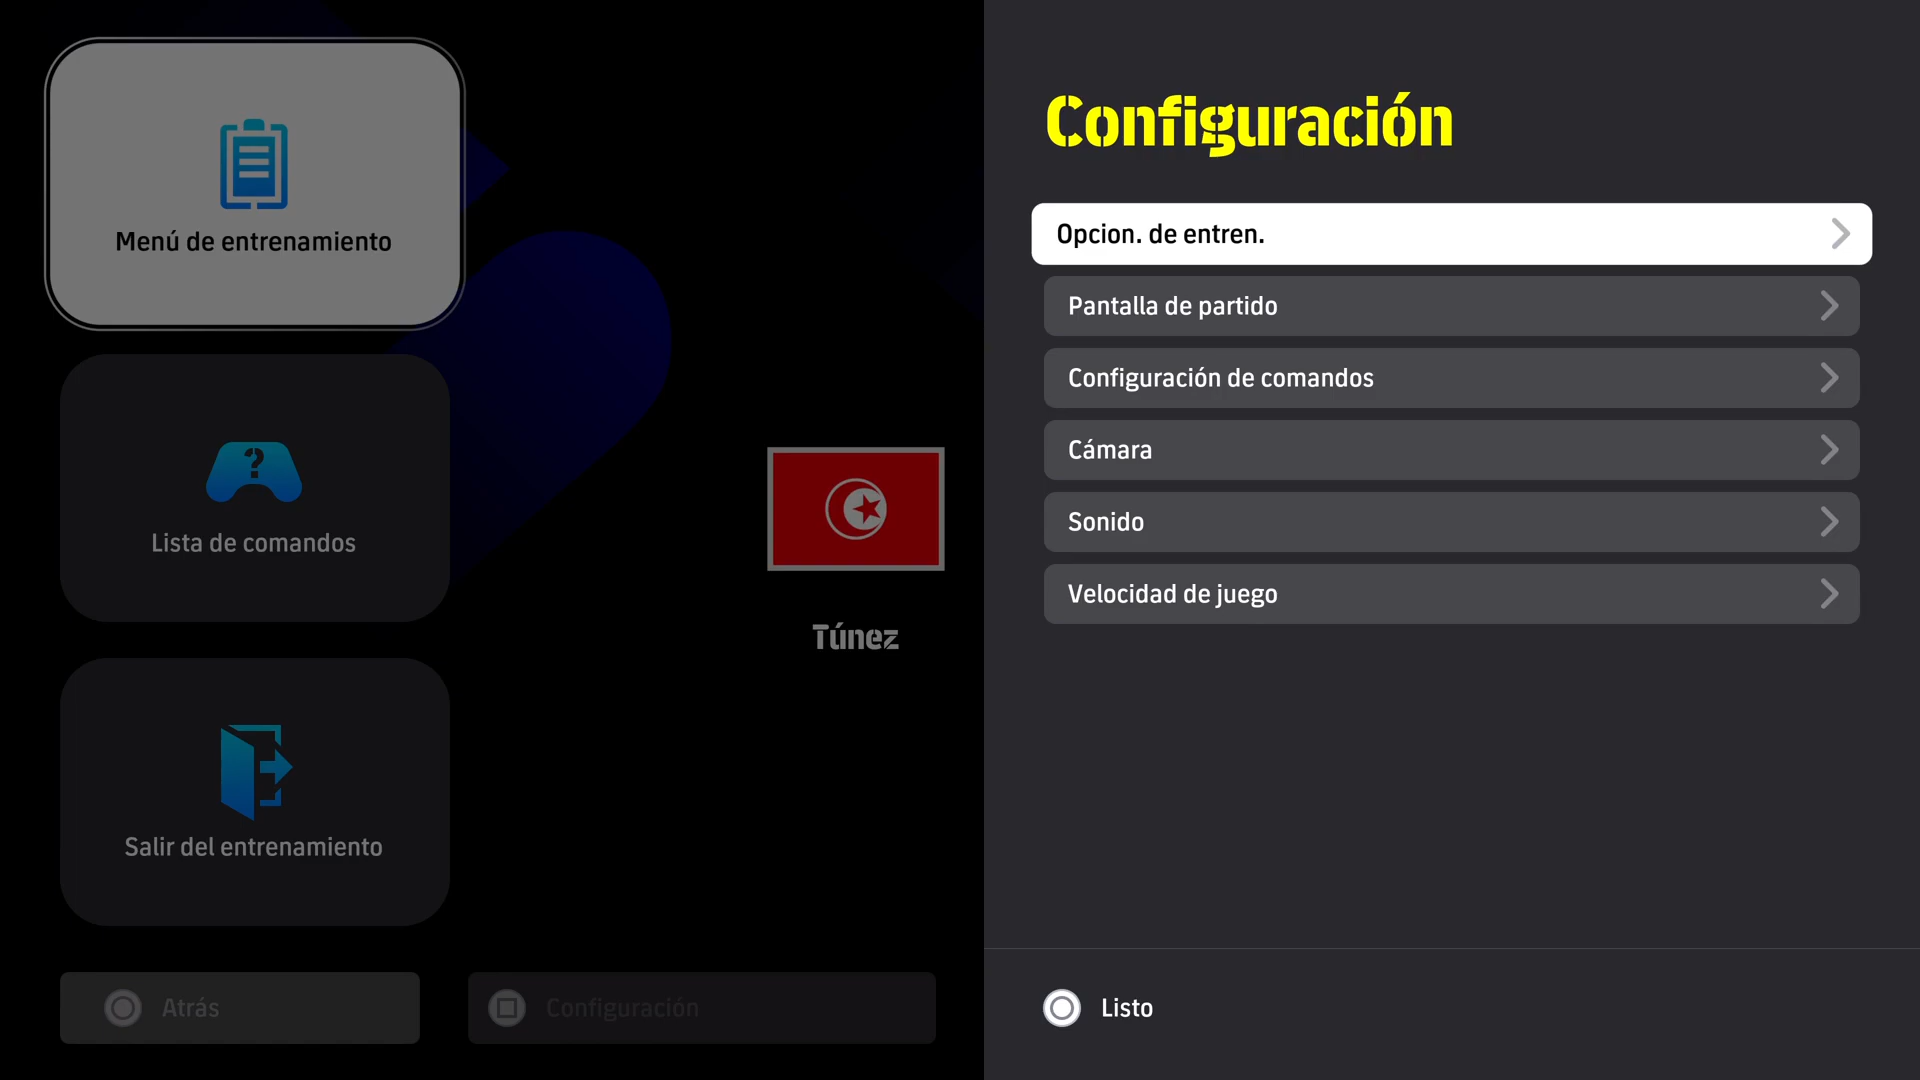 Menú de entrenamiento
Lista de comandos
Salir del entrenamiento
Atrás
Configuración
Túnez
Configuración
Opcion. de entren.
Pantalla de partido
Configuración de comandos
Cámara
Sonido
Velocidad de juego
Listo